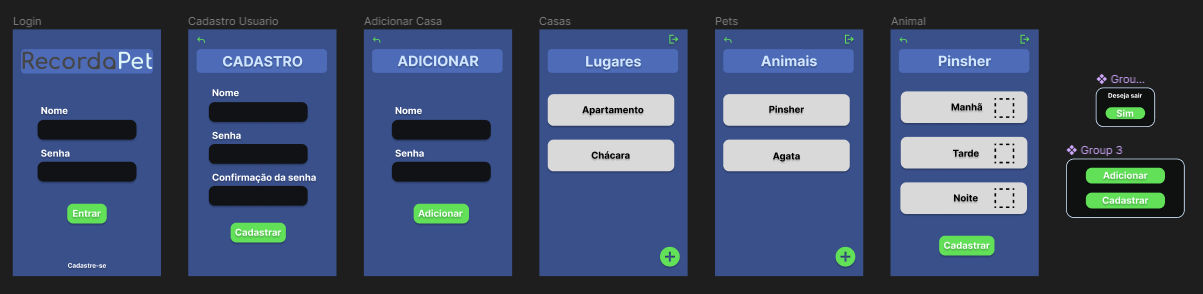 Login
RecordaPet
Nome
Senha
Entrar
Cadastre-se
Cadastro Usuario
CADASTRO
Nome
Senha
Confirmação da senha
Cadastrar
Adicionar Casa
ADICIONAR
Nome
Senha
Adicionar
Casas
Lugares
Apartamento
Chácara
Pets
Animais
Pinsher
Agata
Animal
Pinsher
Manhã
Tarde
Noite
Cadastrar
Grou...
Deseja sair
Sim
Group 3
Adicionar
Cadastrar